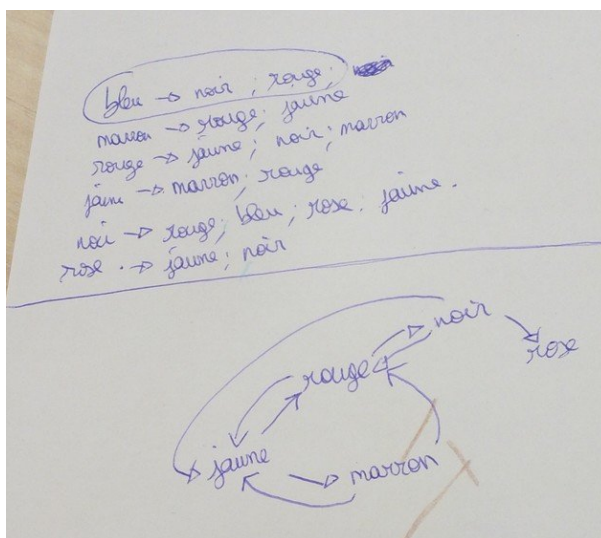 bleu → noir ; rouge ;
marron → rouge ; jaune
rouge → jaune ; noir ; marron
jaune → marron ; rouge
noir → rouge ; bleu ; rose ; jaune.
rose → jaune ; noir
noir
rose
rouge
jaune
marron